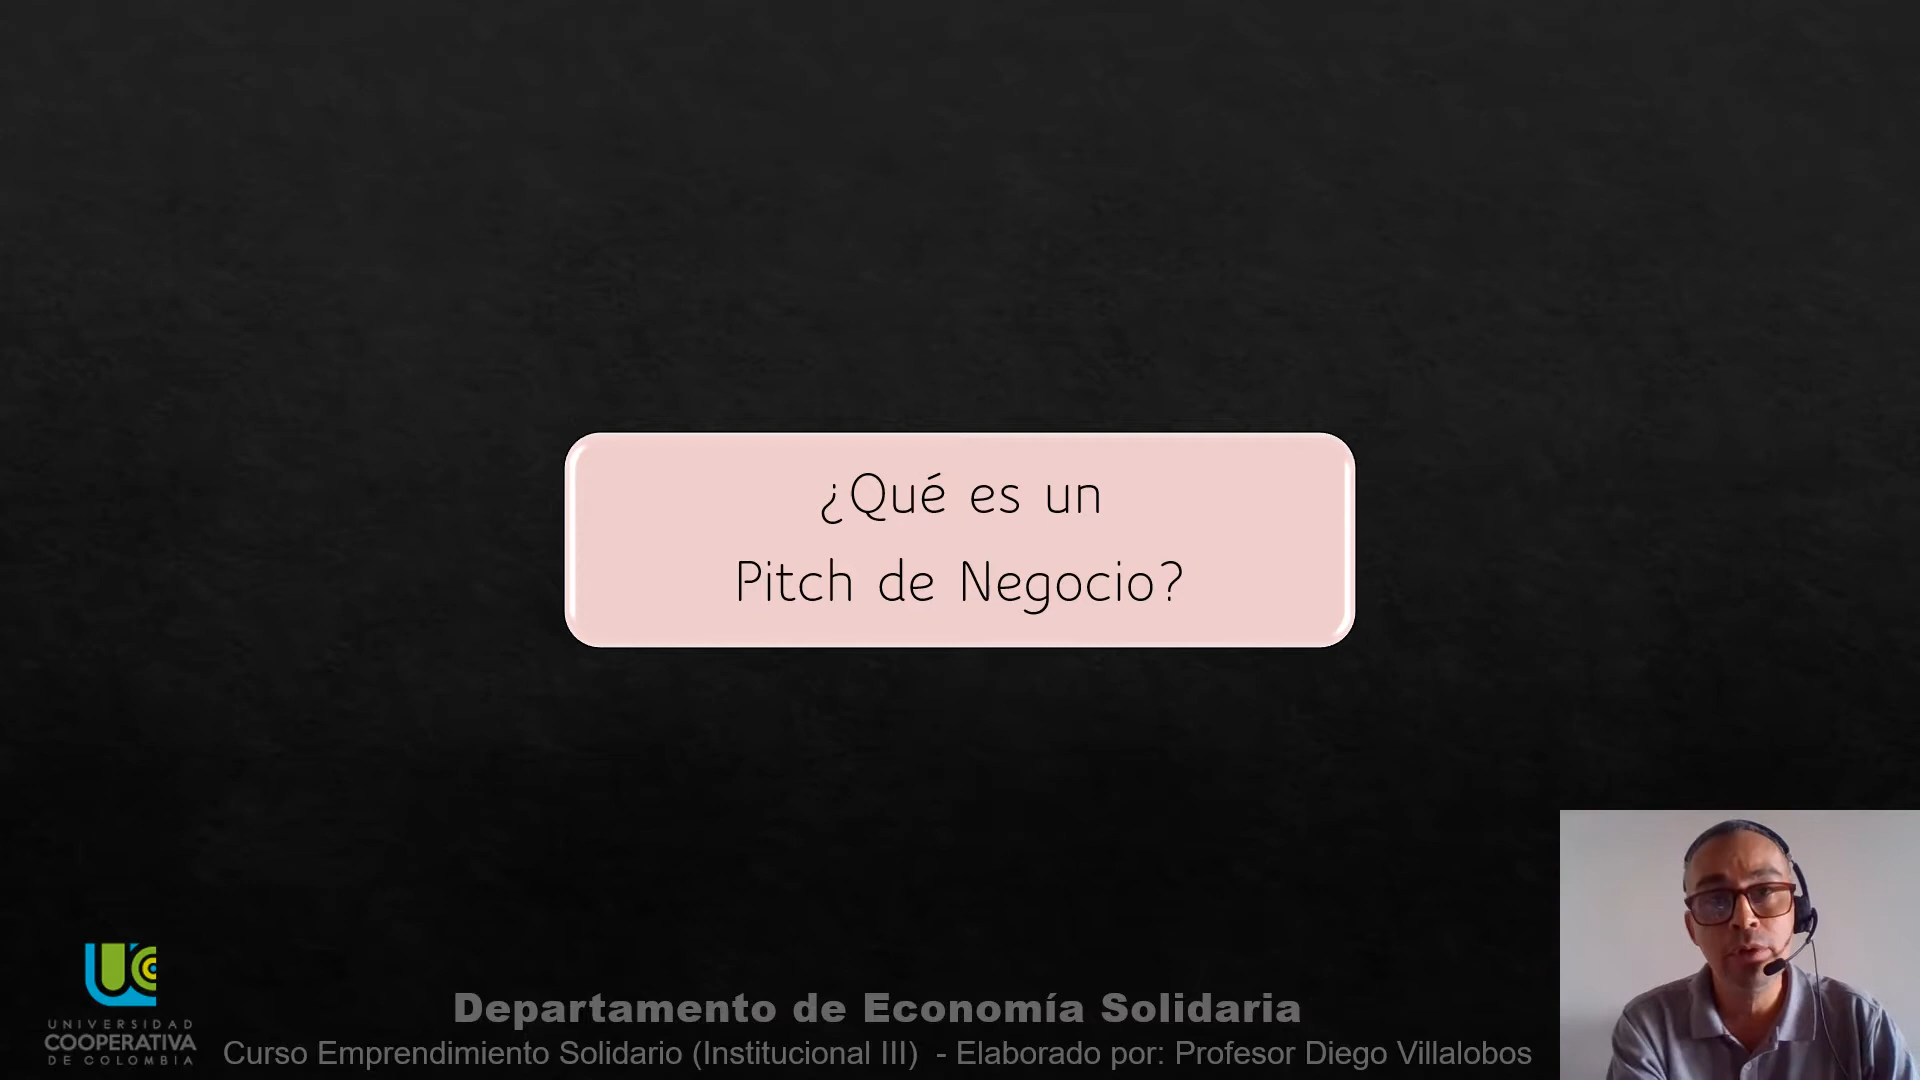 ¿Qué es un
Pitch de Negocio?
UNIVERSIDAD
COOPERATIVA
DE COLOMBIA
Departamento de Economía Solidaria
Curso Emprendimiento Solidario (Institucional III) - Elaborado por: Profesor Diego Villalobos